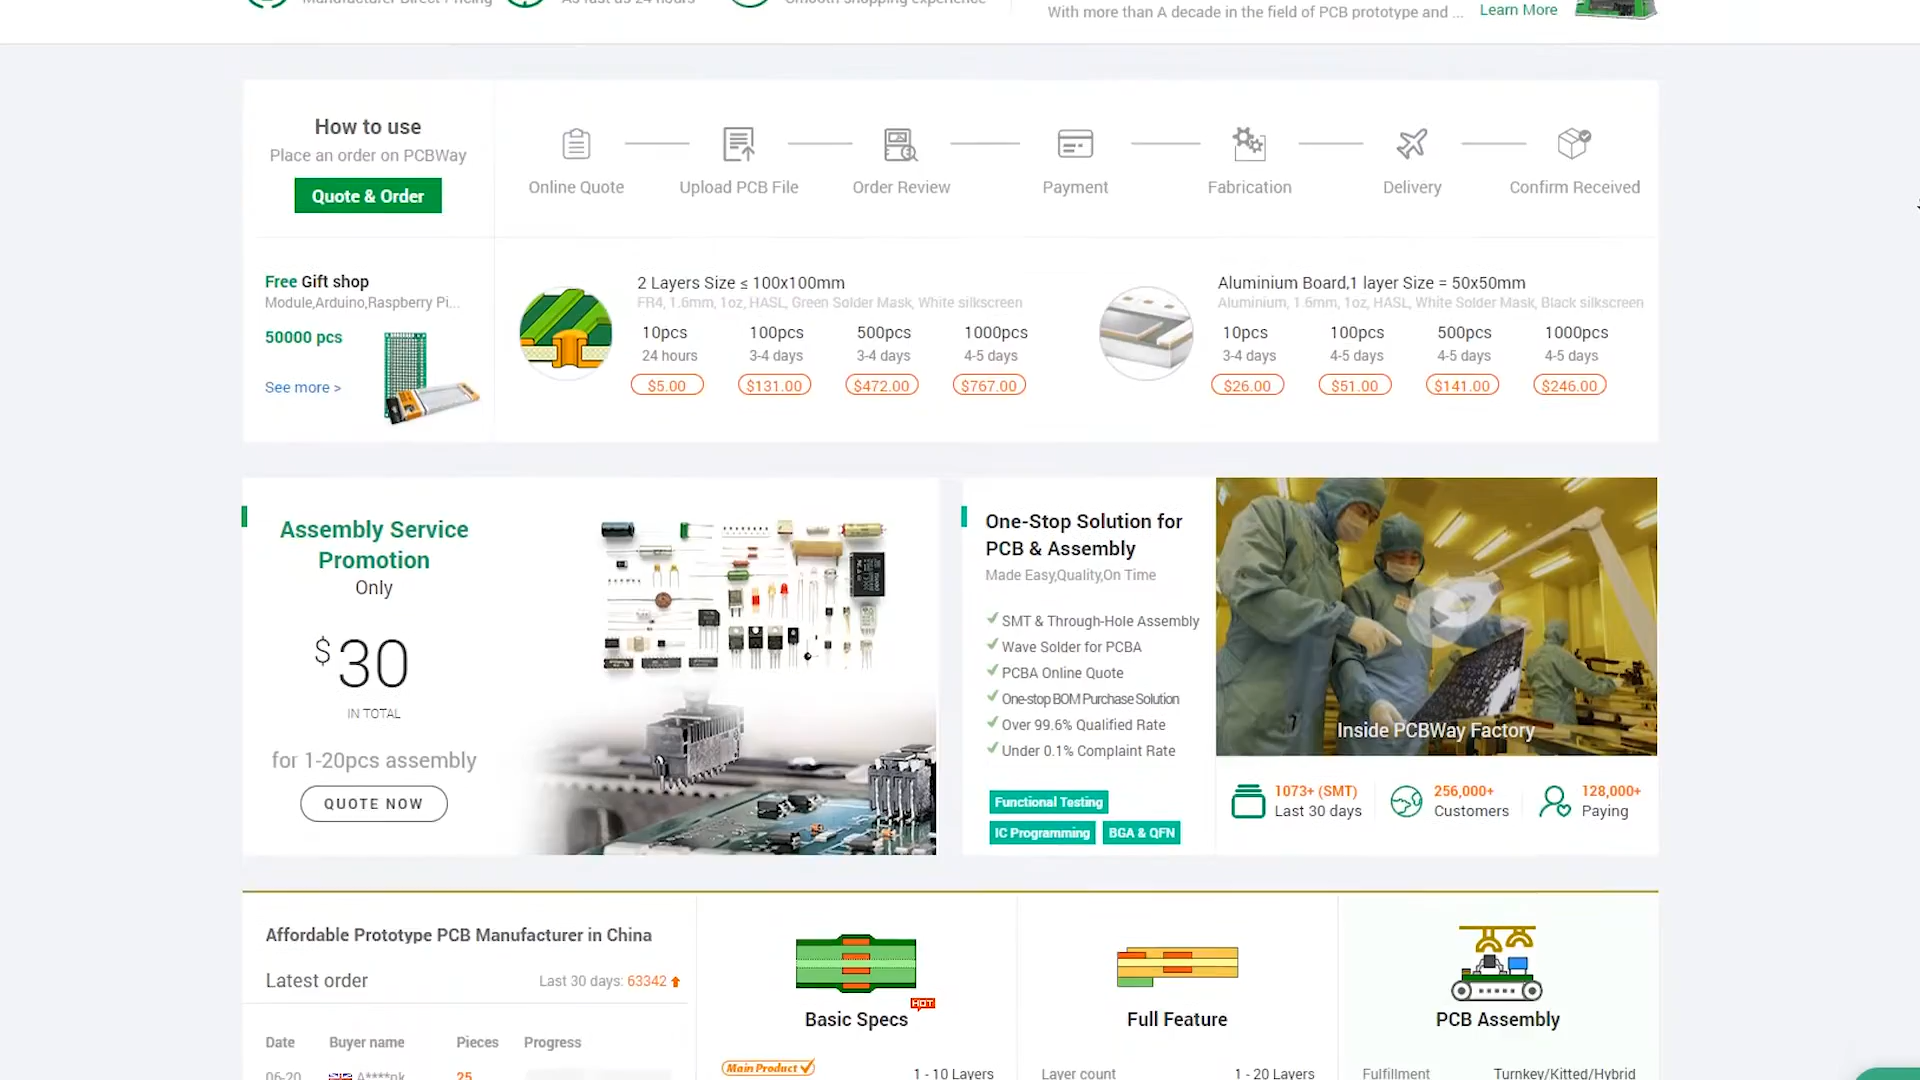 Manufacturer Direct Pricing
As fast as 24 hours
Smooth shopping experience
With more than A decade in the field of PCB prototype and ...
Learn More
How to use
Place an order on PCBWay
Quote & Order
Online Quote
Upload PCB File
Order Review
Payment
Fabrication
Delivery
Confirm Received
Free Gift shop
Module,Arduino,Raspberry Pi...
50000 pcs
See more >
2 Layers Size ≤ 100x100mm
FR4, 1.6mm, 1oz, HASL, Green Solder Mask, White silkscreen
10pcs 100pcs 500pcs 1000pcs
24 hours 3-4 days 3-4 days 4-5 days
$5.00 $131.00 $472.00 $767.00
Aluminium Board,1 layer Size = 50x50mm
Aluminium, 1.6mm, 1oz, HASL, White Solder Mask, Black silkscreen
10pcs 100pcs 500pcs 1000pcs
3-4 days 4-5 days 4-5 days 4-5 days
$26.00 $51.00 $141.00 $246.00
Assembly Service
Promotion
Only
$30
IN TOTAL
for 1-20pcs assembly
QUOTE NOW
One-Stop Solution for
PCB & Assembly
Made Easy,Quality,On Time
SMT & Through-Hole Assembly
Wave Solder for PCBA
PCBA Online Quote
One-stop BOM Purchase Solution
Over 99.6% Qualified Rate
Under 0.1% Complaint Rate
Functional Testing
IC Programming BGA & QFN
Inside PCBWay Factory
1073+ (SMT)
Last 30 days
256,000+
Customers
128,000+
Paying
Affordable Prototype PCB Manufacturer in China
Latest order
Last 30 days: 63342
Date Buyer name Pieces Progress
06-20 A****nk 25
HOT
Basic Specs
Main Product
1 - 10 Layers
Full Feature
Layer count 1 - 20 Layers
PCB Assembly
Fulfillment Turnkey/Kitted/Hybrid